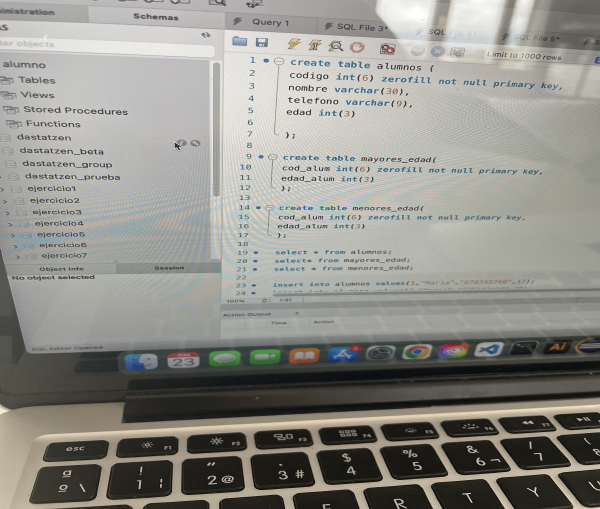 ministration
Schemas
Query 1
SQL File 3*
SQL File 5*
AS
ter objects
Limit to 1000 rows
alumno
Tables
Views
Stored Procedures
Functions
dastatzen
dastatzen_beta
dastatzen_group
dastatzen_prueba
ejercicio1
ejercicio2
ejercicio3
ejercicio4
ejercicio5
ejercicio6
ejercicio7
Object Info
Session
No object selected
1 create table alumnos (
2 codigo int(6) zerofill not null primary key,
3 nombre varchar(30),
4 telefono varchar(9),
5 edad int(3)
6
7 );
8
9 create table mayores_edad(
10 cod_alum int(6) zerofill not null primary key,
11 edad_alum int(3)
12 );
13
14 create table menores_edad(
15 cod_alum int(6) zerofill not null primary key,
16 edad_alum int(3)
17 );
18
19 select * from alumnos;
20 select* from mayores_edad;
21 select * from menores_edad;
22
23 insert into alumnos values(1,"Maria","678345200",17);
24
100%
1:31
Action Output
Time
Action
SQL Editor Opened.
23
Ai
esc
F1
F2
F3
F4
F5
F6
F7
ª
º \
!
1 ¦
"
2 @
·
3 #
$
4
%
5
&
6 ¬
/
7
R
T
Y